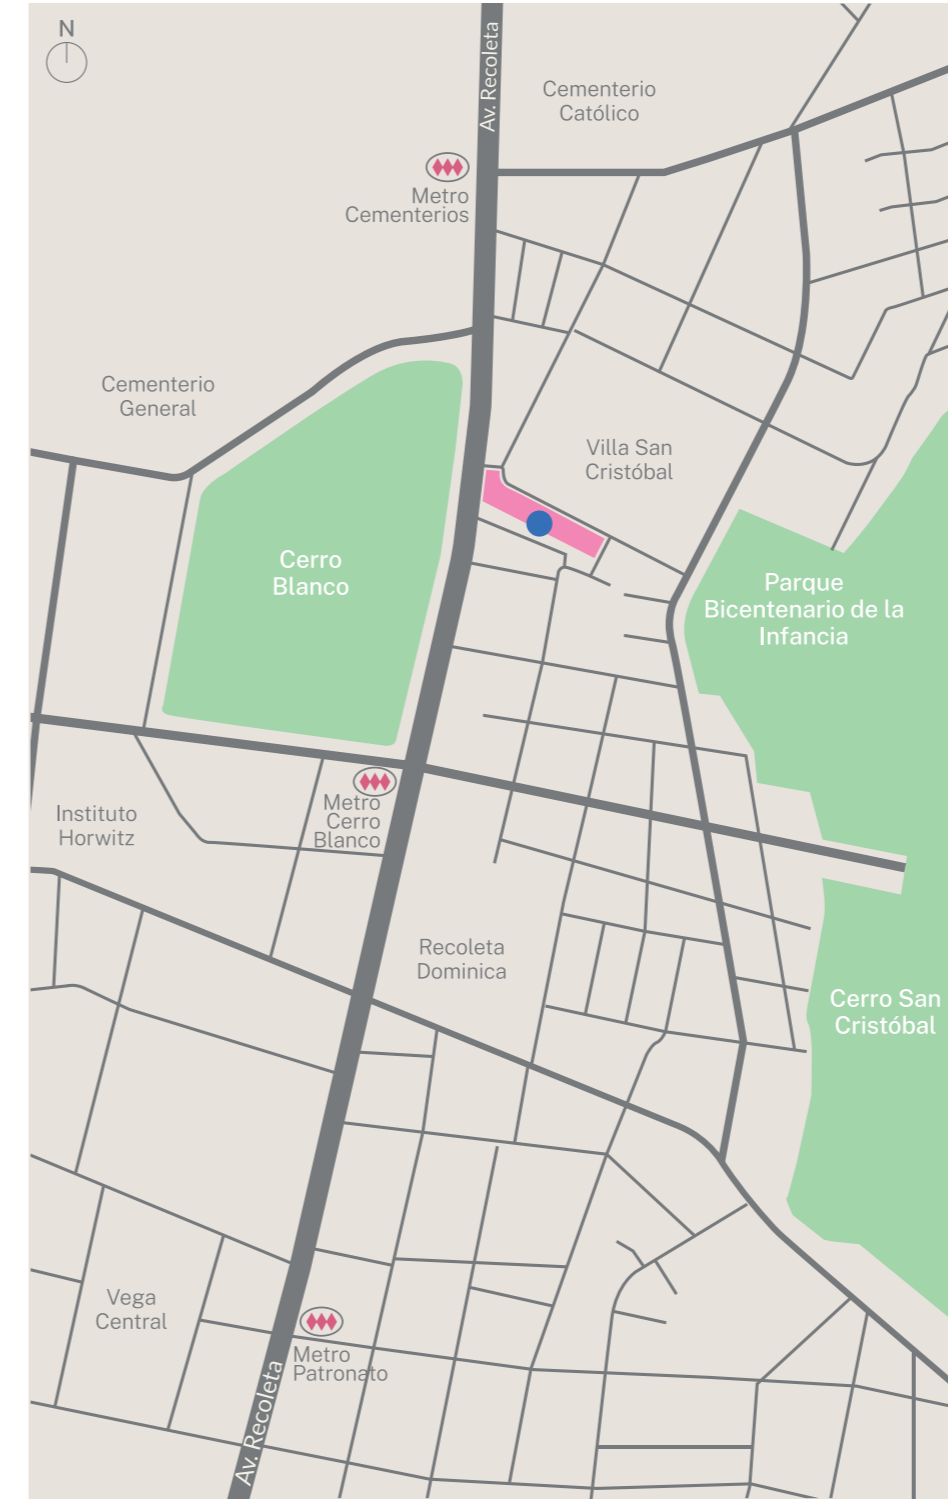 N
Av. Recoleta
Cementerio
Católico
Metro
Cementerios
Cementerio
General
Villa San
Cristóbal
Cerro
Blanco
Parque
Bicentenario de la
Infancia
Instituto
Horwitz
Metro
Cerro
Blanco
Recoleta
Dominica
Cerro San
Cristóbal
Vega
Central
Metro
Patronato
Av. Recoleta